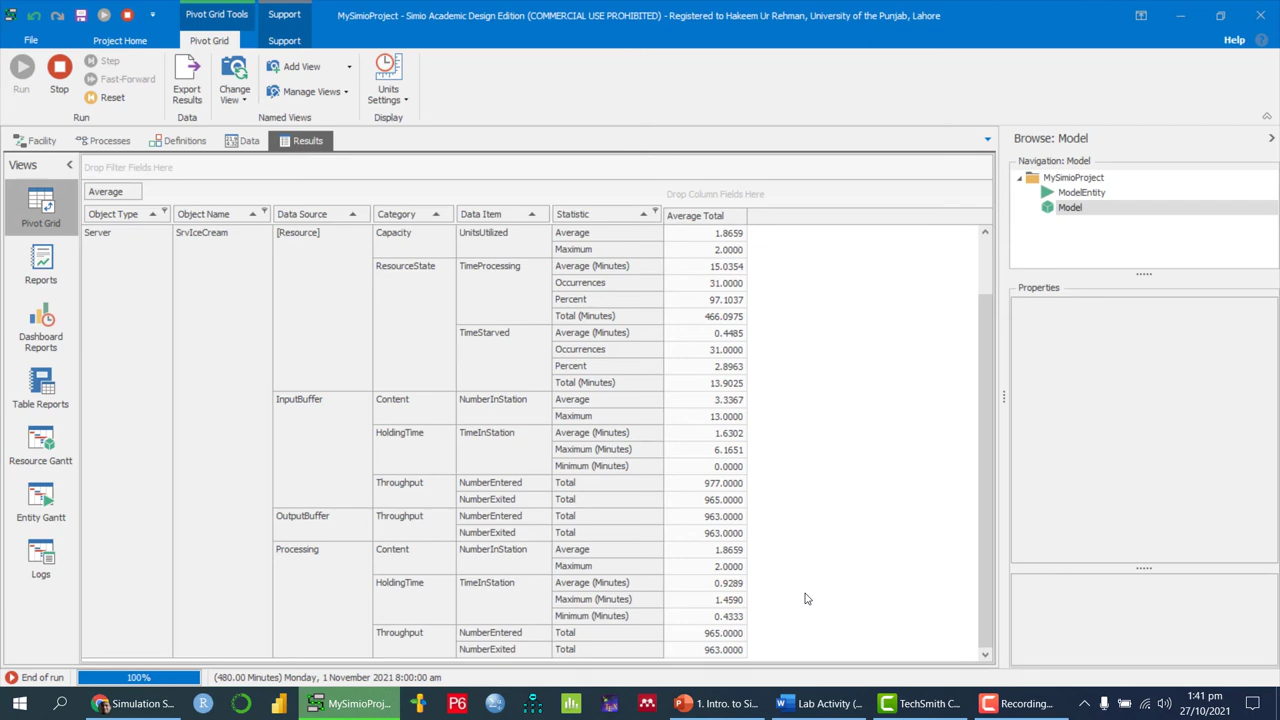 Pivot Grid Tools
Support
MySimioProject - Simio Academic Design Edition (COMMERCIAL USE PROHIBITED) - Registered to Hakeem Ur Rehman, University of the Punjab, Lahore
File
Project Home
Pivot Grid
Support
Help
Run
Stop
Step
Fast-Forward
Reset
Export Results
Change View
Add View
Manage Views
Units Settings
Run
Data
Named Views
Display
Facility
Processes
Definitions
Data
Results
Browse: Model
Views
Drop Filter Fields Here
Navigation: Model
MySimioProject
ModelEntity
Model
Average
Drop Column Fields Here
Object Type Object Name Data Source Category Data Item Statistic Average Total
Server SrvIceCream [Resource] Capacity UnitsUtilized Average 1.8659
Maximum 2.0000
ResourceState TimeProcessing Average (Minutes) 15.0354
Occurrences 31.0000
Percent 97.1037
Total (Minutes) 466.0975
TimeStarved Average (Minutes) 0.4485
Occurrences 31.0000
Percent 2.8963
Total (Minutes) 13.9025
InputBuffer Content NumberInStation Average 3.3367
Maximum 13.0000
HoldingTime TimeInStation Average (Minutes) 1.6302
Maximum (Minutes) 6.1651
Minimum (Minutes) 0.0000
Throughput NumberEntered Total 977.0000
NumberExited Total 965.0000
OutputBuffer Throughput NumberEntered Total 963.0000
NumberExited Total 963.0000
Processing Content NumberInStation Average 1.8659
Maximum 2.0000
HoldingTime TimeInStation Average (Minutes) 0.9289
Maximum (Minutes) 1.4590
Minimum (Minutes) 0.4333
Throughput NumberEntered Total 965.0000
NumberExited Total 963.0000
Pivot Grid
Reports
Dashboard Reports
Table Reports
Resource Gantt
Entity Gantt
Logs
Properties
End of run
100%
(480.00 Minutes) Monday, 1 November 2021 8:00:00 am
Simulation S...
R
MySimioProj...
P6
1. Intro. to Si...
Lab Activity (...
TechSmith C...
Recording...
1:41 pm
27/10/2021